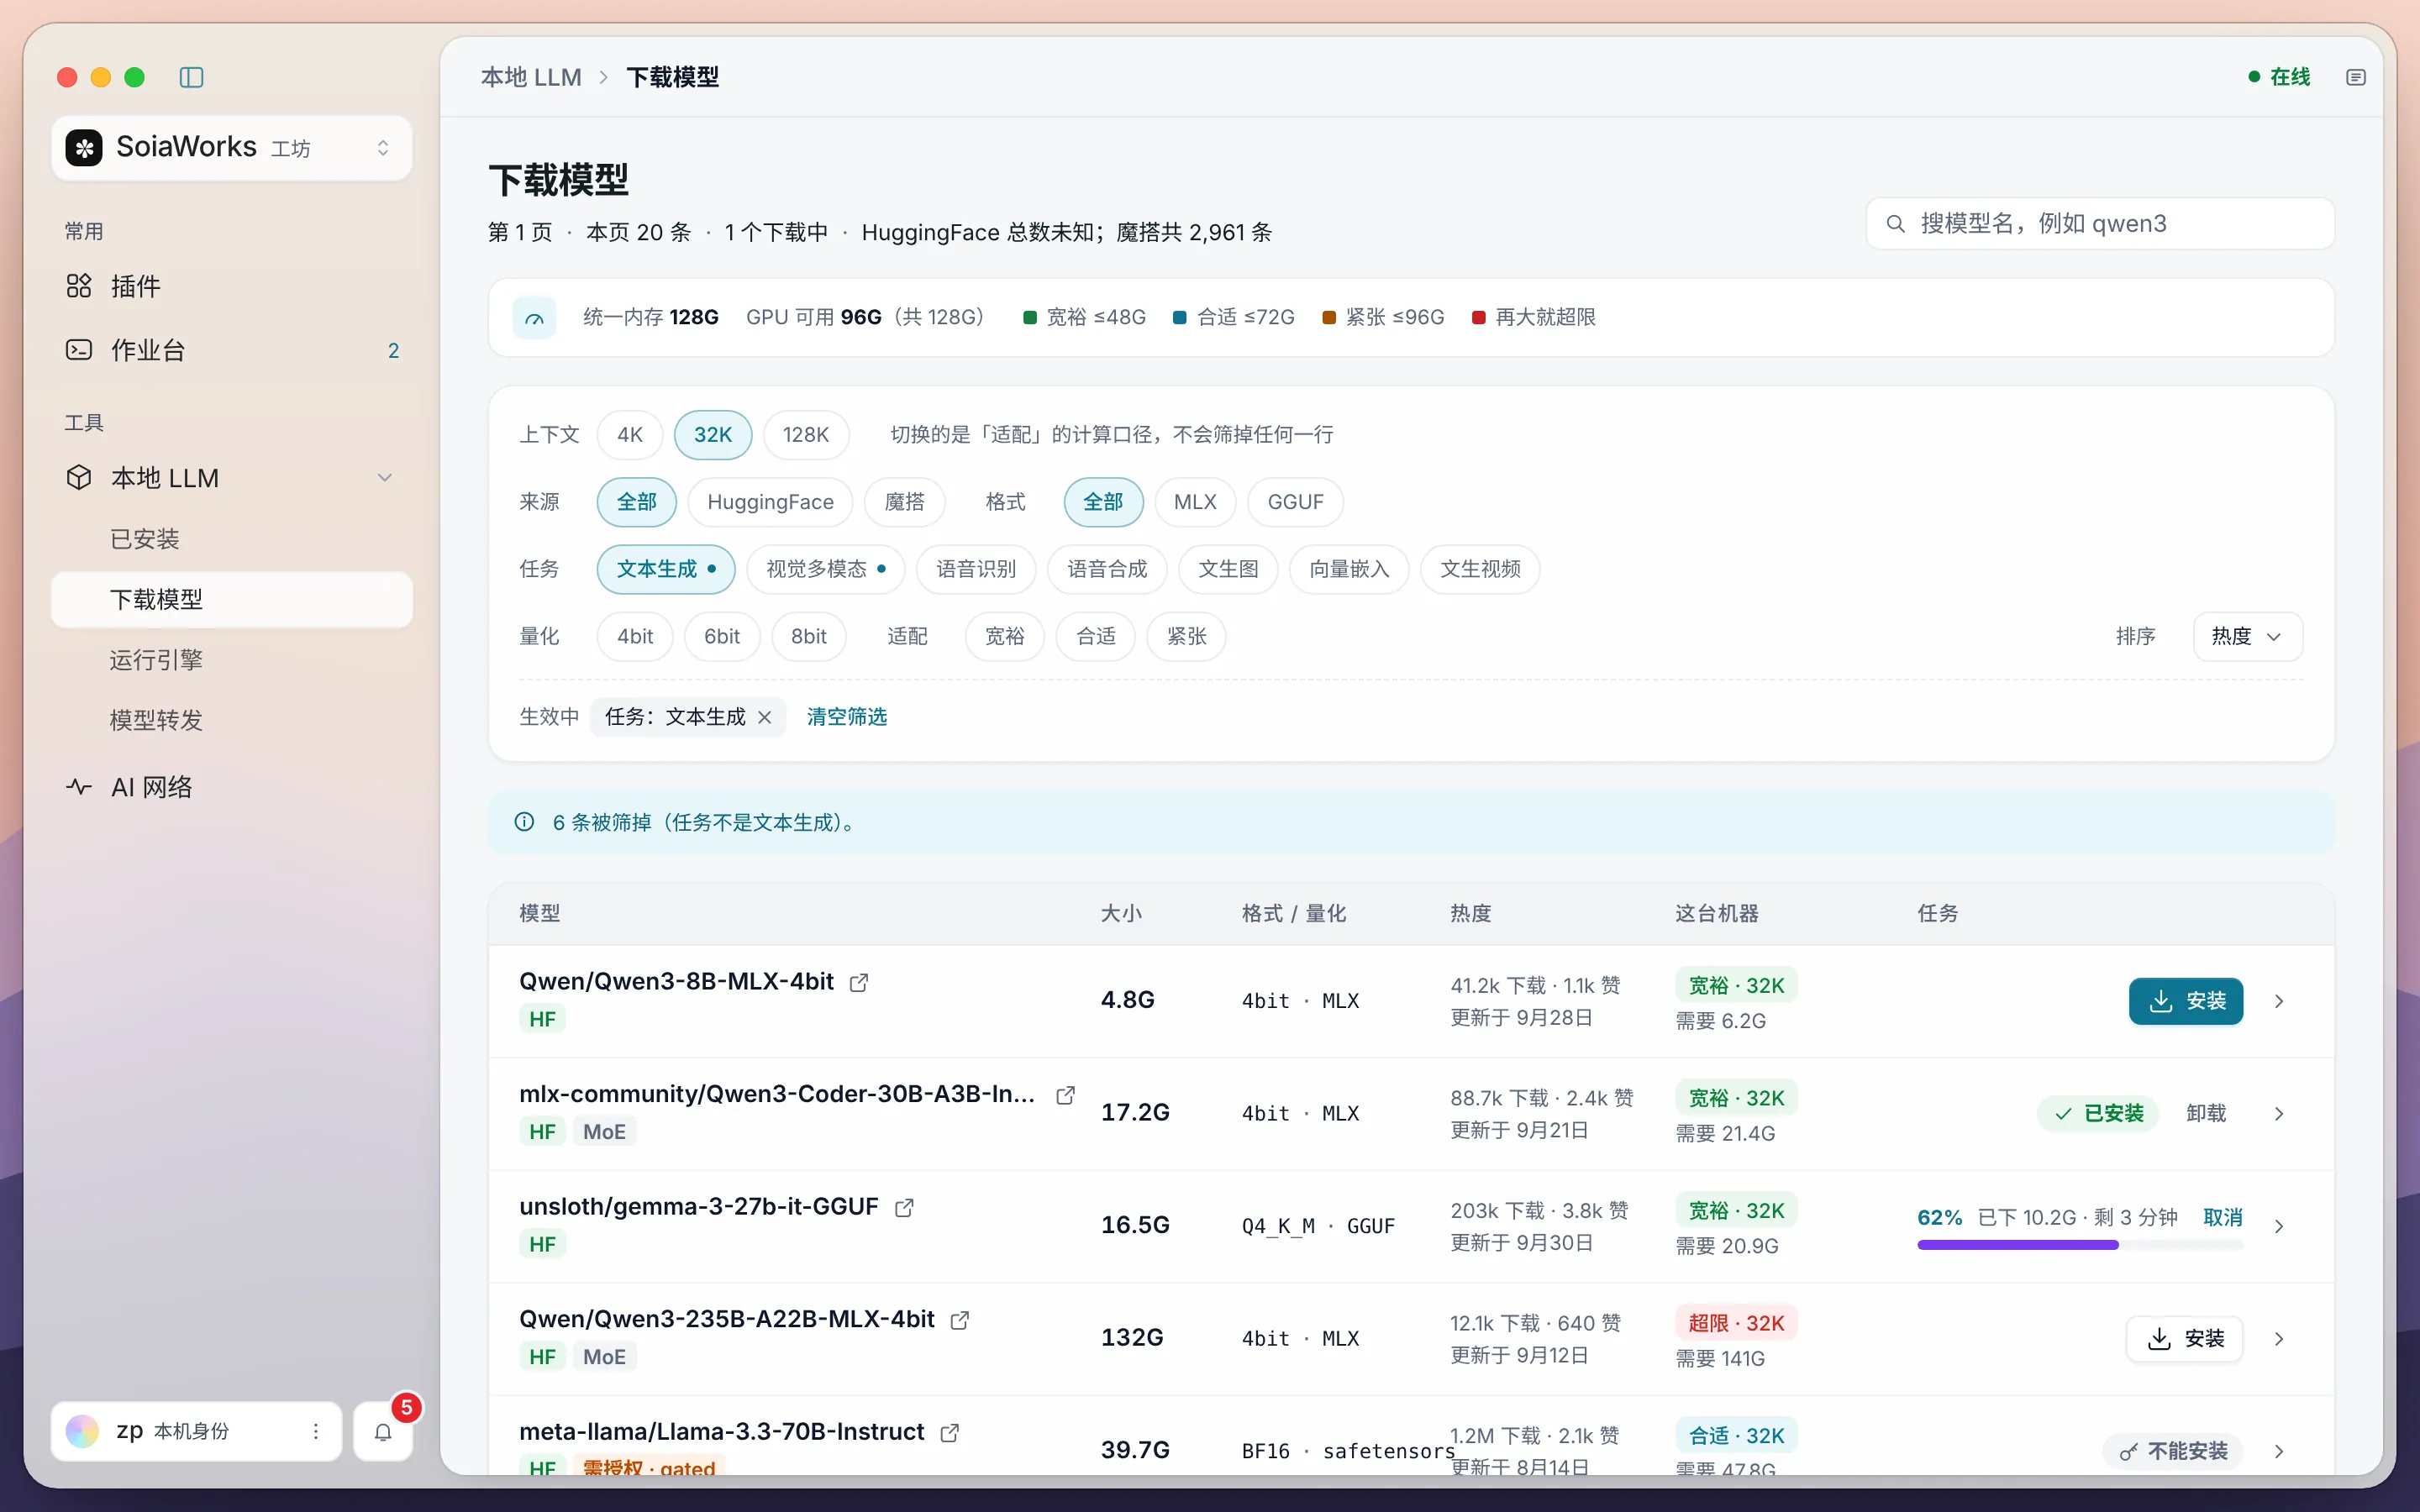 本地 LLM > 下载模型
在线
SoiaWorks 工坊
常用
插件
作业台 2
工具
本地 LLM
已安装
下载模型
运行引擎
模型转发
AI 网络
zp 本机身份
5
下载模型
第 1 页 · 本页 20 条 · 1 个下载中 · HuggingFace 总数未知；魔搭共 2,961 条
搜模型名，例如 qwen3
统一内存 128G GPU 可用 96G（共 128G） 宽裕 ≤48G 合适 ≤72G 紧张 ≤96G 再大就超限
上下文 4K 32K 128K 切换的是「适配」的计算口径，不会筛掉任何一行
来源 全部 HuggingFace 魔搭 格式 全部 MLX GGUF
任务 文本生成 视觉多模态 语音识别 语音合成 文生图 向量嵌入 文生视频
量化 4bit 6bit 8bit 适配 宽裕 合适 紧张 排序 热度
生效中 任务：文本生成 清空筛选
6 条被筛掉（任务不是文本生成）。
模型 大小 格式 / 量化 热度 这台机器 任务
Qwen/Qwen3-8B-MLX-4bit
HF
4.8G
4bit · MLX
41.2k 下载 · 1.1k 赞
更新于 9月28日
宽裕 · 32K
需要 6.2G
安装
mlx-community/Qwen3-Coder-30B-A3B-In...
HF MoE
17.2G
4bit · MLX
88.7k 下载 · 2.4k 赞
更新于 9月21日
宽裕 · 32K
需要 21.4G
已安装 卸载
unsloth/gemma-3-27b-it-GGUF
HF
16.5G
Q4_K_M · GGUF
203k 下载 · 3.8k 赞
更新于 9月30日
宽裕 · 32K
需要 20.9G
62% 已下 10.2G · 剩 3 分钟 取消
Qwen/Qwen3-235B-A22B-MLX-4bit
HF MoE
132G
4bit · MLX
12.1k 下载 · 640 赞
更新于 9月12日
超限 · 32K
需要 141G
安装
meta-llama/Llama-3.3-70B-Instruct
HF 需授权 · gated
39.7G
BF16 · safetensors
1.2M 下载 · 2.1k 赞
更新于 8月14日
合适 · 32K
需要 47.8G
不能安装